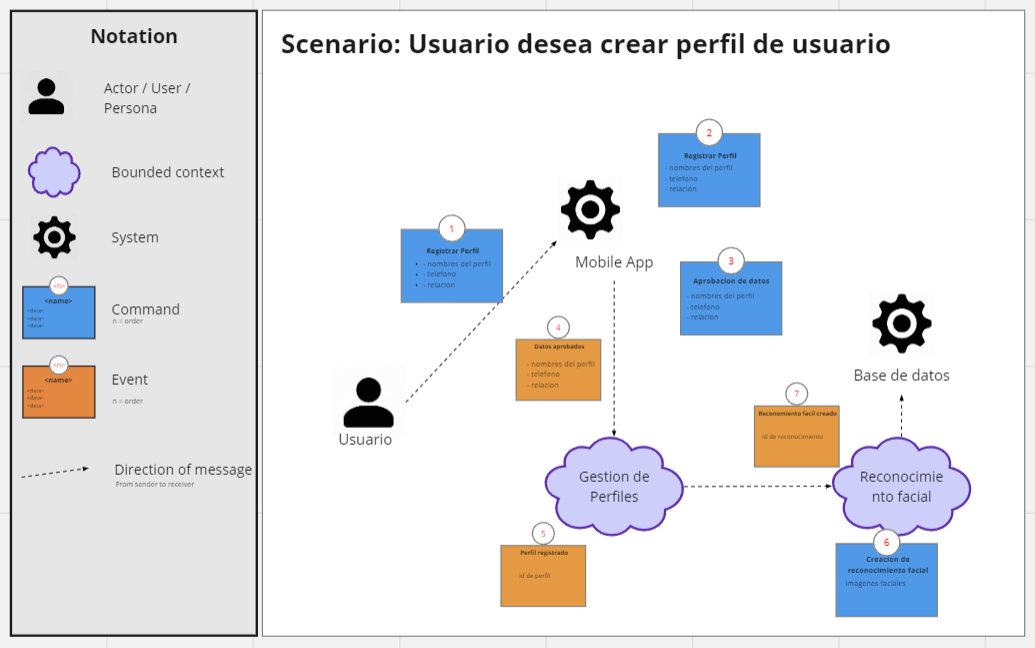 Notation
Actor / User /
Persona
Bounded context
System
<n>
<name>
<data>
<data>
<data>
Command
n = order
<n>
<name>
<data>
<data>
<data>
Event
n = order
Direction of message
From sender to receiver
Scenario: Usuario desea crear perfil de usuario
1
Registrar Perfil
- nombres del perfil
- telefono
- relacion
2
Registrar Perfil
- nombres del perfil
- telefono
- relacion
Mobile App
3
Aprobacion de datos
- nombres del perfil
- telefono
- relacion
4
Datos aprobados
- nombres del perfil
- telefono
- relacion
Usuario
Base de datos
7
Reconomiento facil creado
id de reconocimiento
Gestion de
Perfiles
Reconocimie
nto facial
5
Perfil registrado
id de perfil
6
Creacion de
reconocimiento facial
imagenes faciales